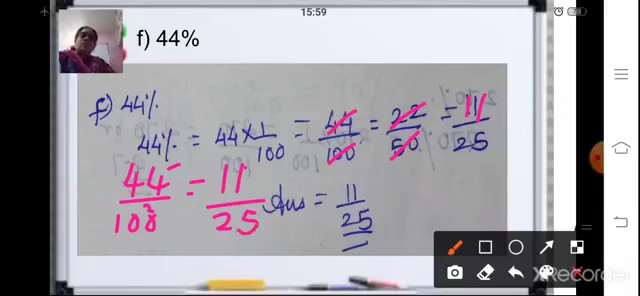 15:59
f) 44%
f) 44%
44% = 44 × 1/100 = 44/100 = 22/50 = 11/25
44/100 = 11/25
Ans = 11/25
XRecorder